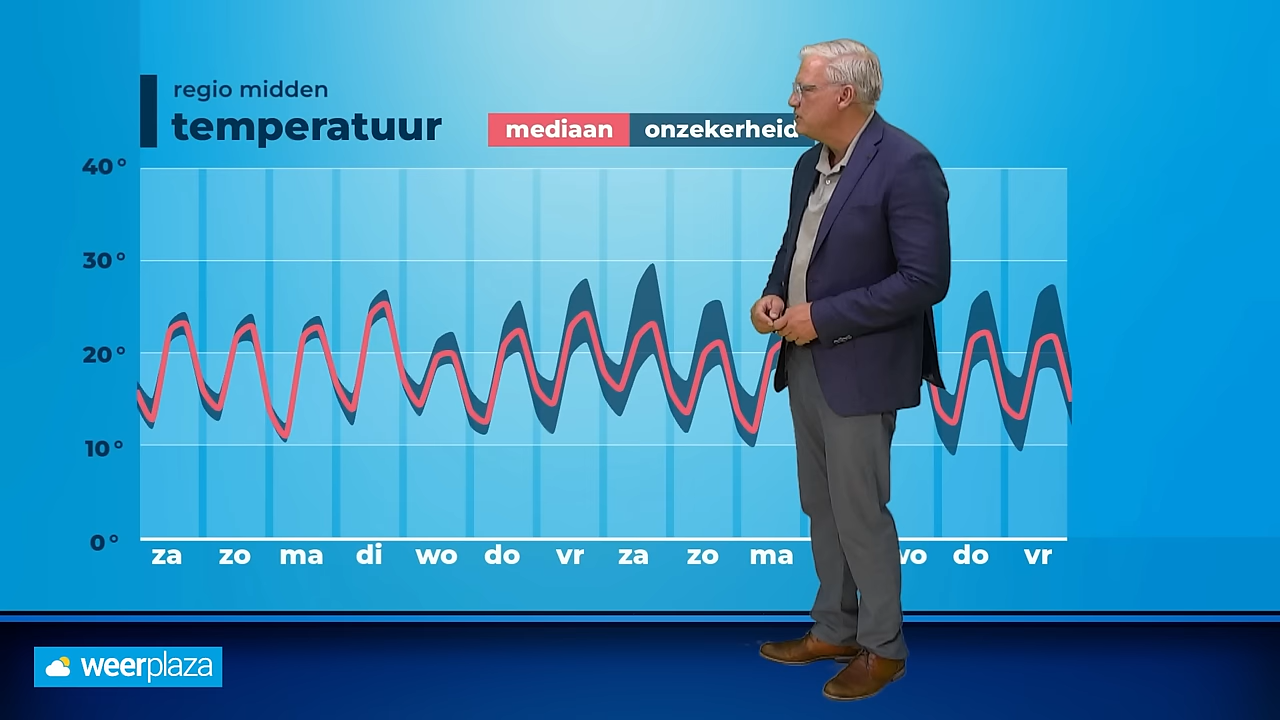 regio midden
temperatuur
mediaan onzekerheid
40°
30°
20°
10°
0°
za zo ma di wo do vr za zo ma wo do vr
weerplaza